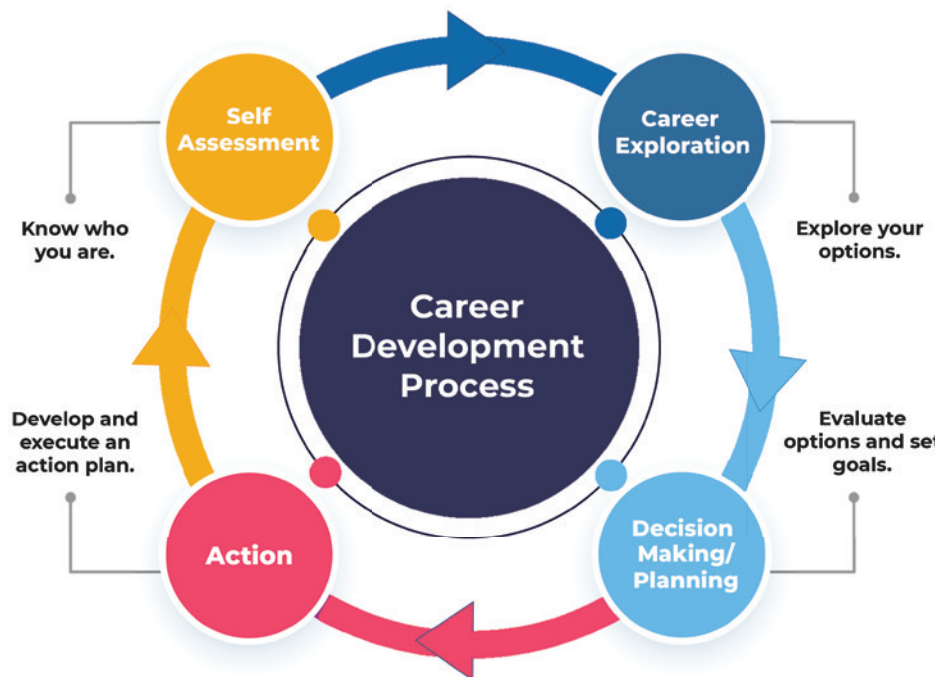 Self
Assessment
Career
Exploration
Know who
you are.
Explore your
options.
Career
Development
Process
Develop and
execute an
action plan.
Evaluate
options and set
goals.
Action
Decision
Making/
Planning